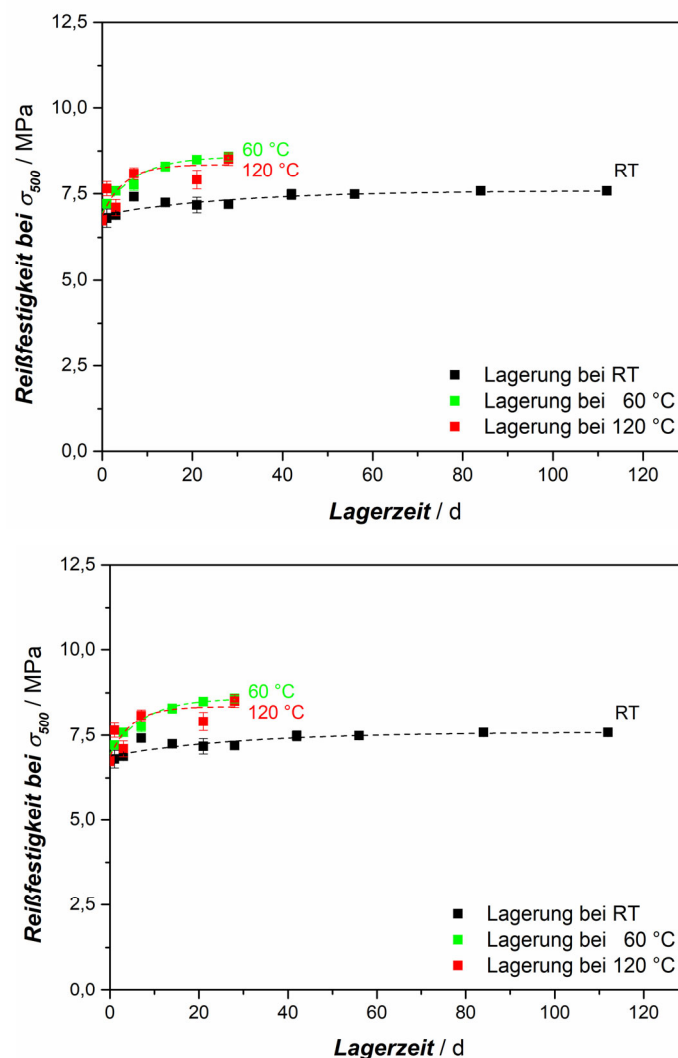 12,5
10,0
7,5
5,0
2,5
0,0
Reißfestigkeit bei σ500 / MPa
60 °C
120 °C
RT
Lagerung bei RT
Lagerung bei 60 °C
Lagerung bei 120 °C
0 20 40 60 80 100 120
Lagerzeit / d
12,5
10,0
7,5
5,0
2,5
0,0
Reißfestigkeit bei σ500 / MPa
60 °C
120 °C
RT
Lagerung bei RT
Lagerung bei 60 °C
Lagerung bei 120 °C
0 20 40 60 80 100 120
Lagerzeit / d